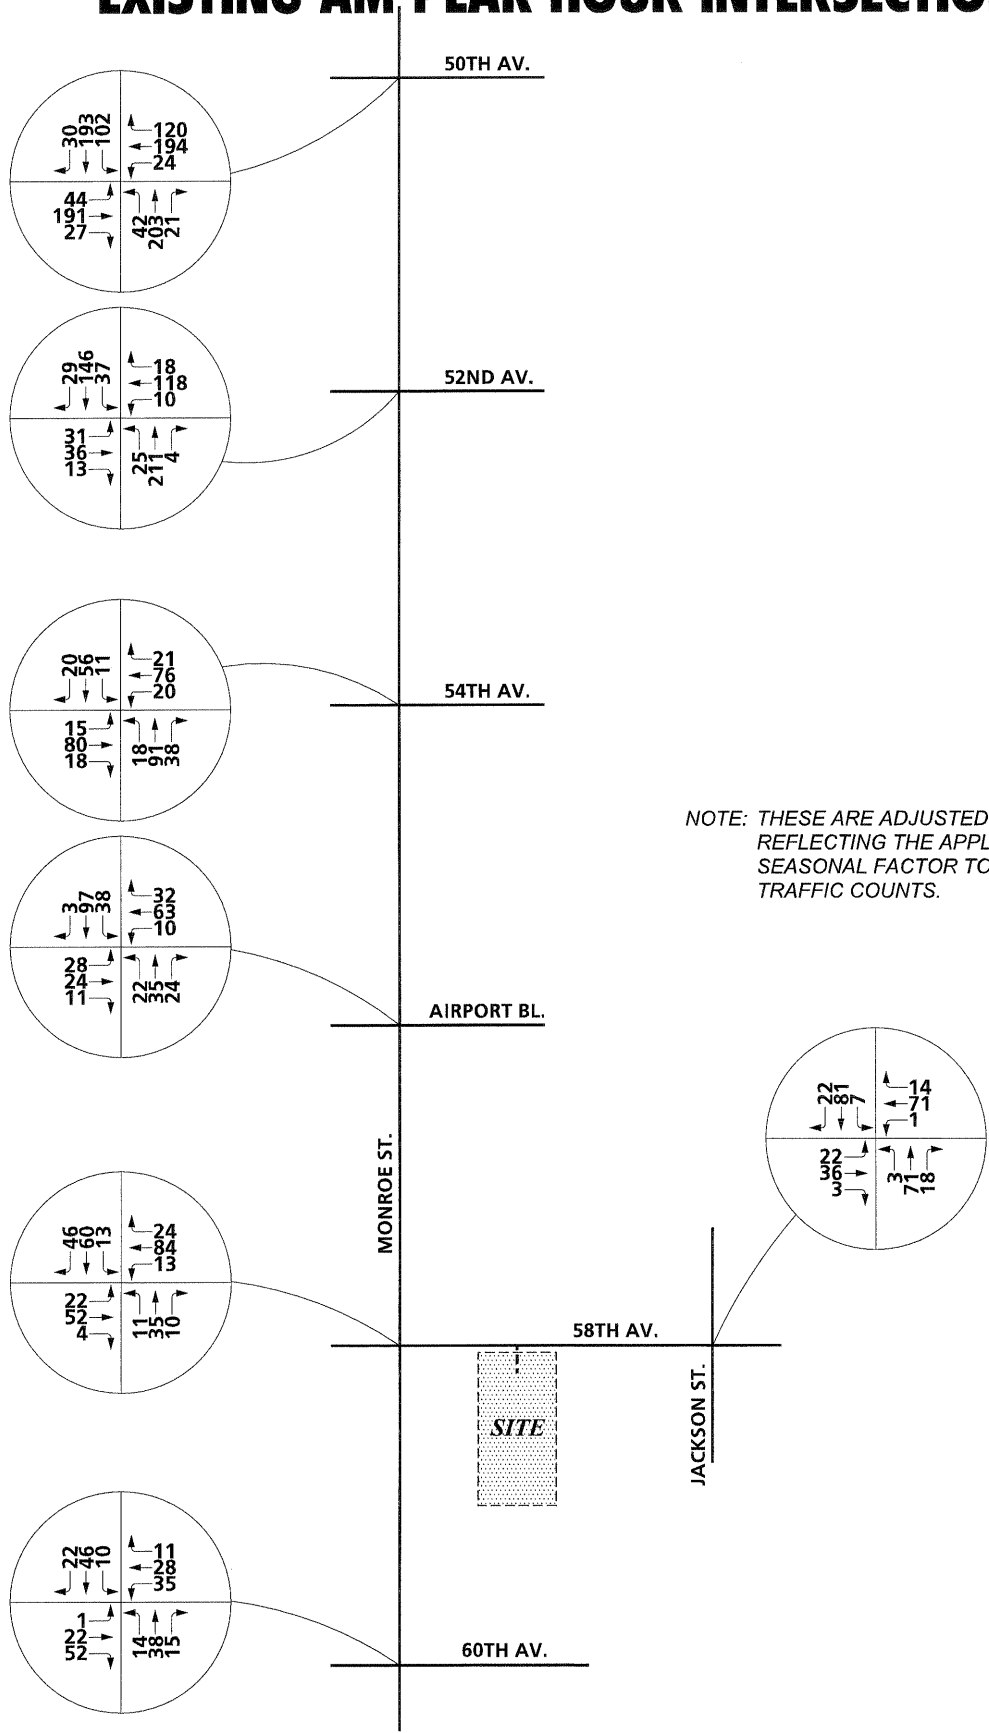 EXISTING AM PEAK HOUR INTERSECTIO
50TH AV.
30 193 102
120
194
24
44
191
27
42 203 21
52ND AV.
29 146 37
18
118
10
31
36
13
25 211 4
54TH AV.
20 56 11
21
76
20
15
80
18
18 91 38
NOTE: THESE ARE ADJUSTED
REFLECTING THE APPL
SEASONAL FACTOR TO
TRAFFIC COUNTS.
3 97 38
32
63
10
28
24
11
22 35 24
AIRPORT BL.
MONROE ST.
22 81 7
14
71
1
22
36
3
3 71 18
46 60 13
24
84
13
22
52
4
11 35 10
58TH AV.
SITE
JACKSON ST.
22 46 10
11
28
35
1
22
52
14 38 15
60TH AV.